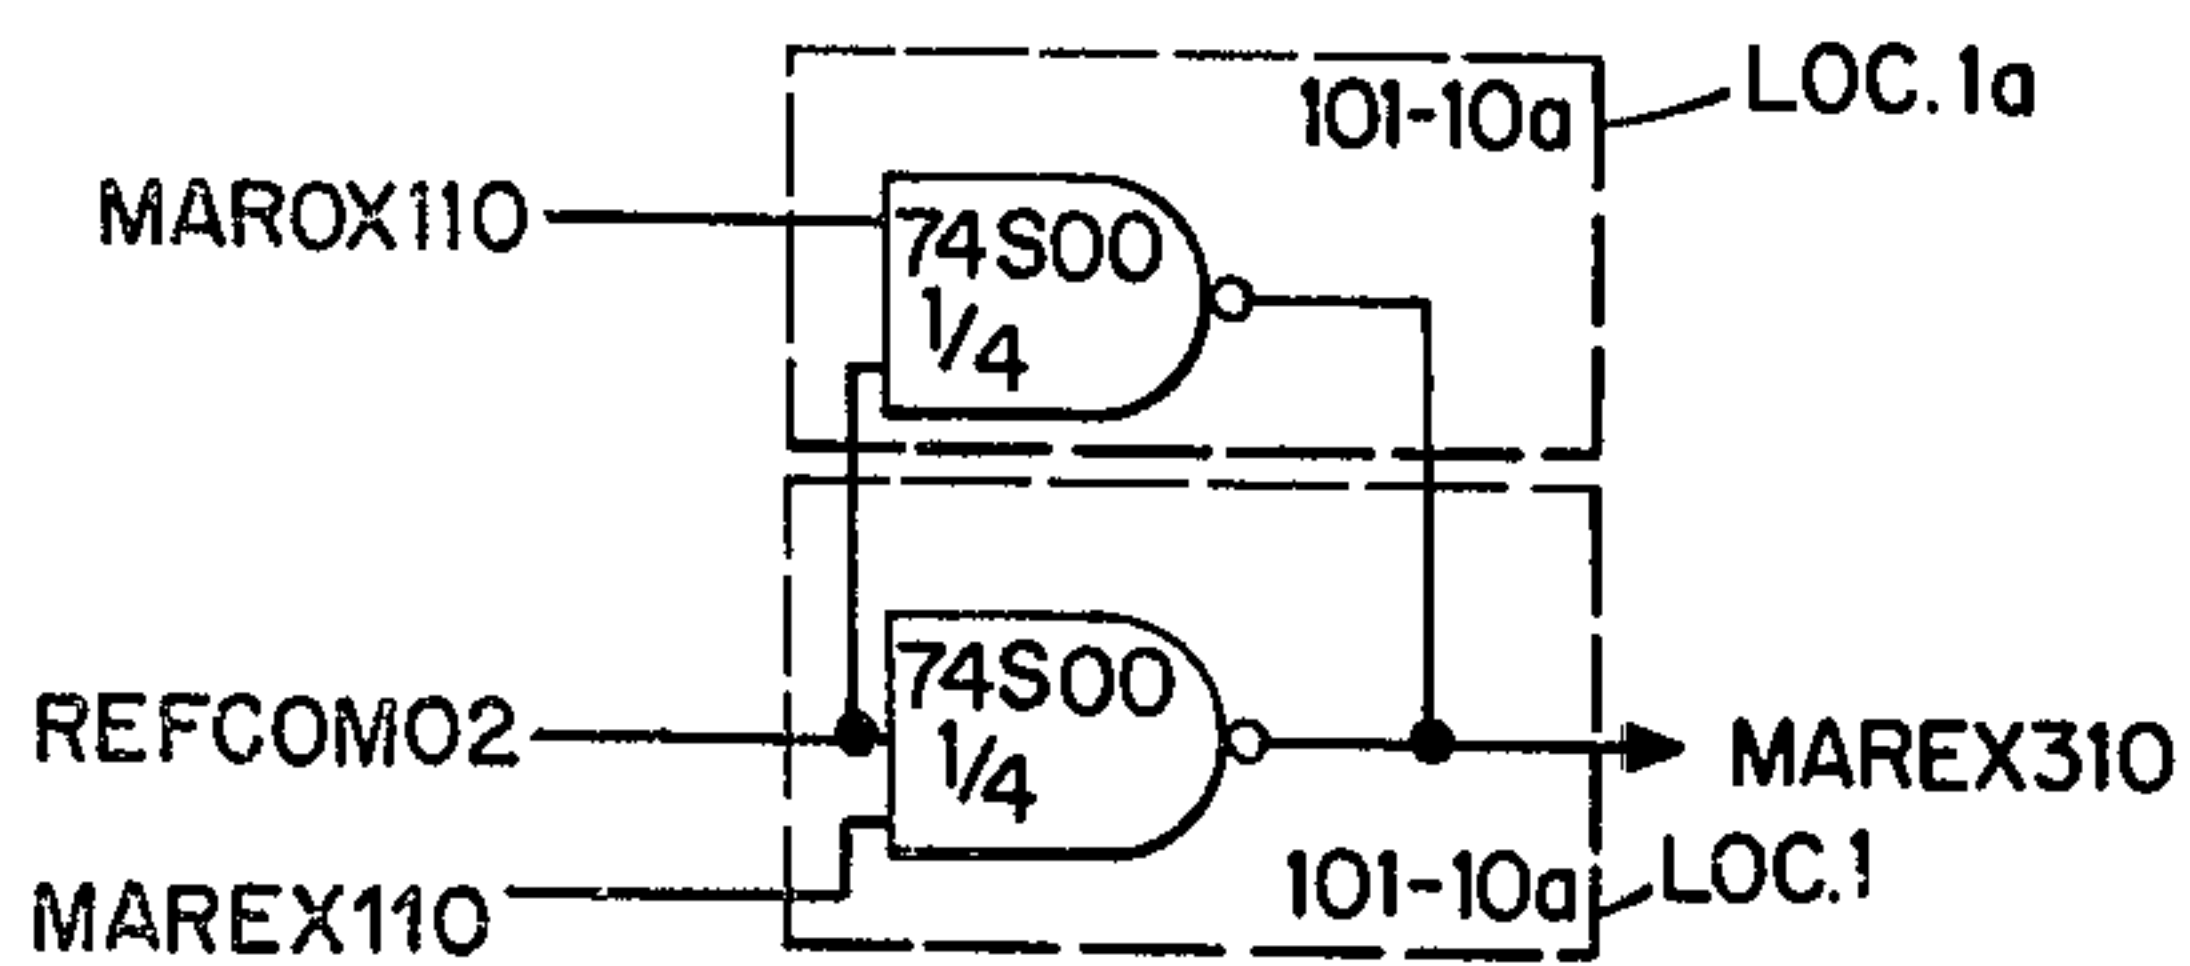 LOC.1a
101-10a
MAROX110
74S00
1/4
74S00
1/4
REFCOM02
MAREX310
101-10a
LOC.1
MAREX110